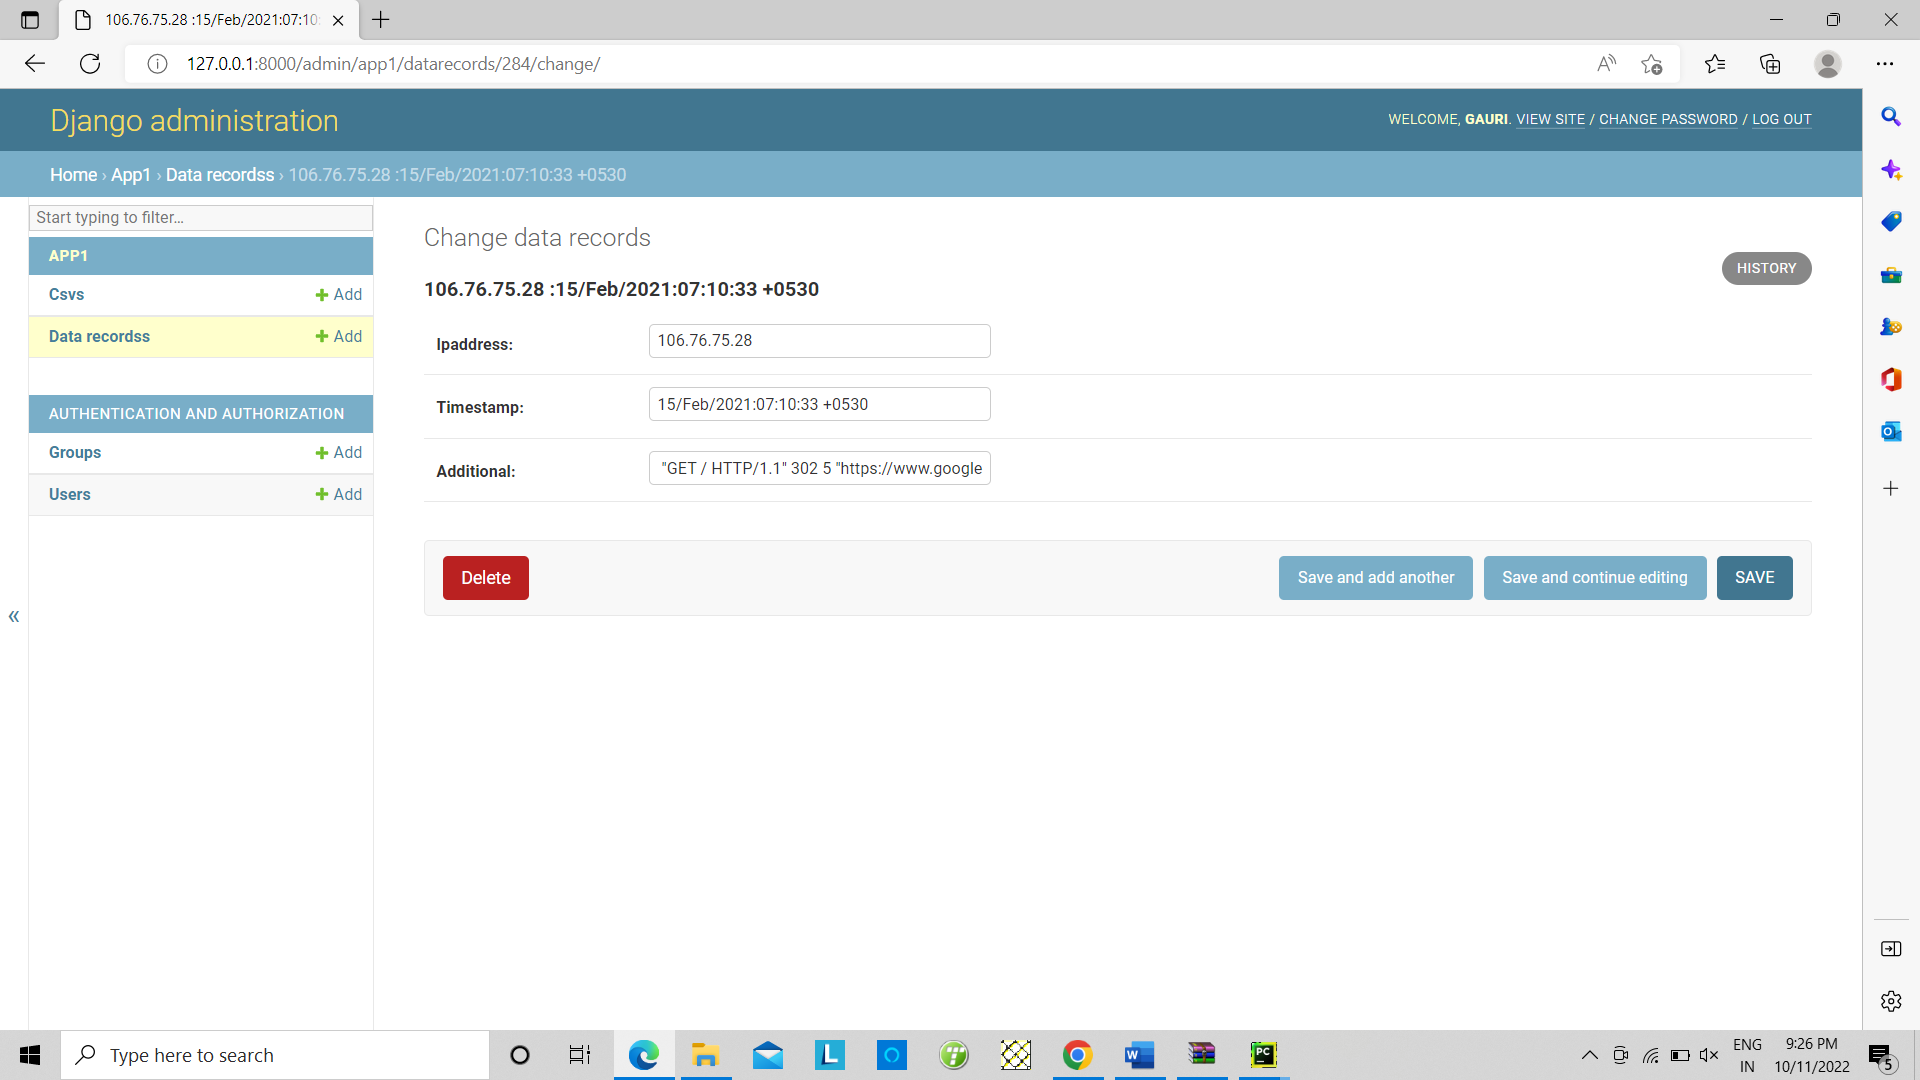 106.76.75.28 :15/Feb/2021:07:10
127.0.0.1:8000/admin/app1/datarecords/284/change/
Django administration
WELCOME, GAURI. VIEW SITE / CHANGE PASSWORD / LOG OUT
Home › App1 › Data recordss › 106.76.75.28 :15/Feb/2021:07:10:33 +0530
Start typing to filter...
APP1
Csvs
Add
Data recordss
Add
AUTHENTICATION AND AUTHORIZATION
Groups
Add
Users
Add
Change data records
HISTORY
106.76.75.28 :15/Feb/2021:07:10:33 +0530
Ipaddress:
106.76.75.28
Timestamp:
15/Feb/2021:07:10:33 +0530
Additional:
"GET / HTTP/1.1" 302 5 "https://www.google
Delete
Save and add another
Save and continue editing
SAVE
«
Type here to search
L
W
PC
ENG
IN
9:26 PM
10/11/2022
5